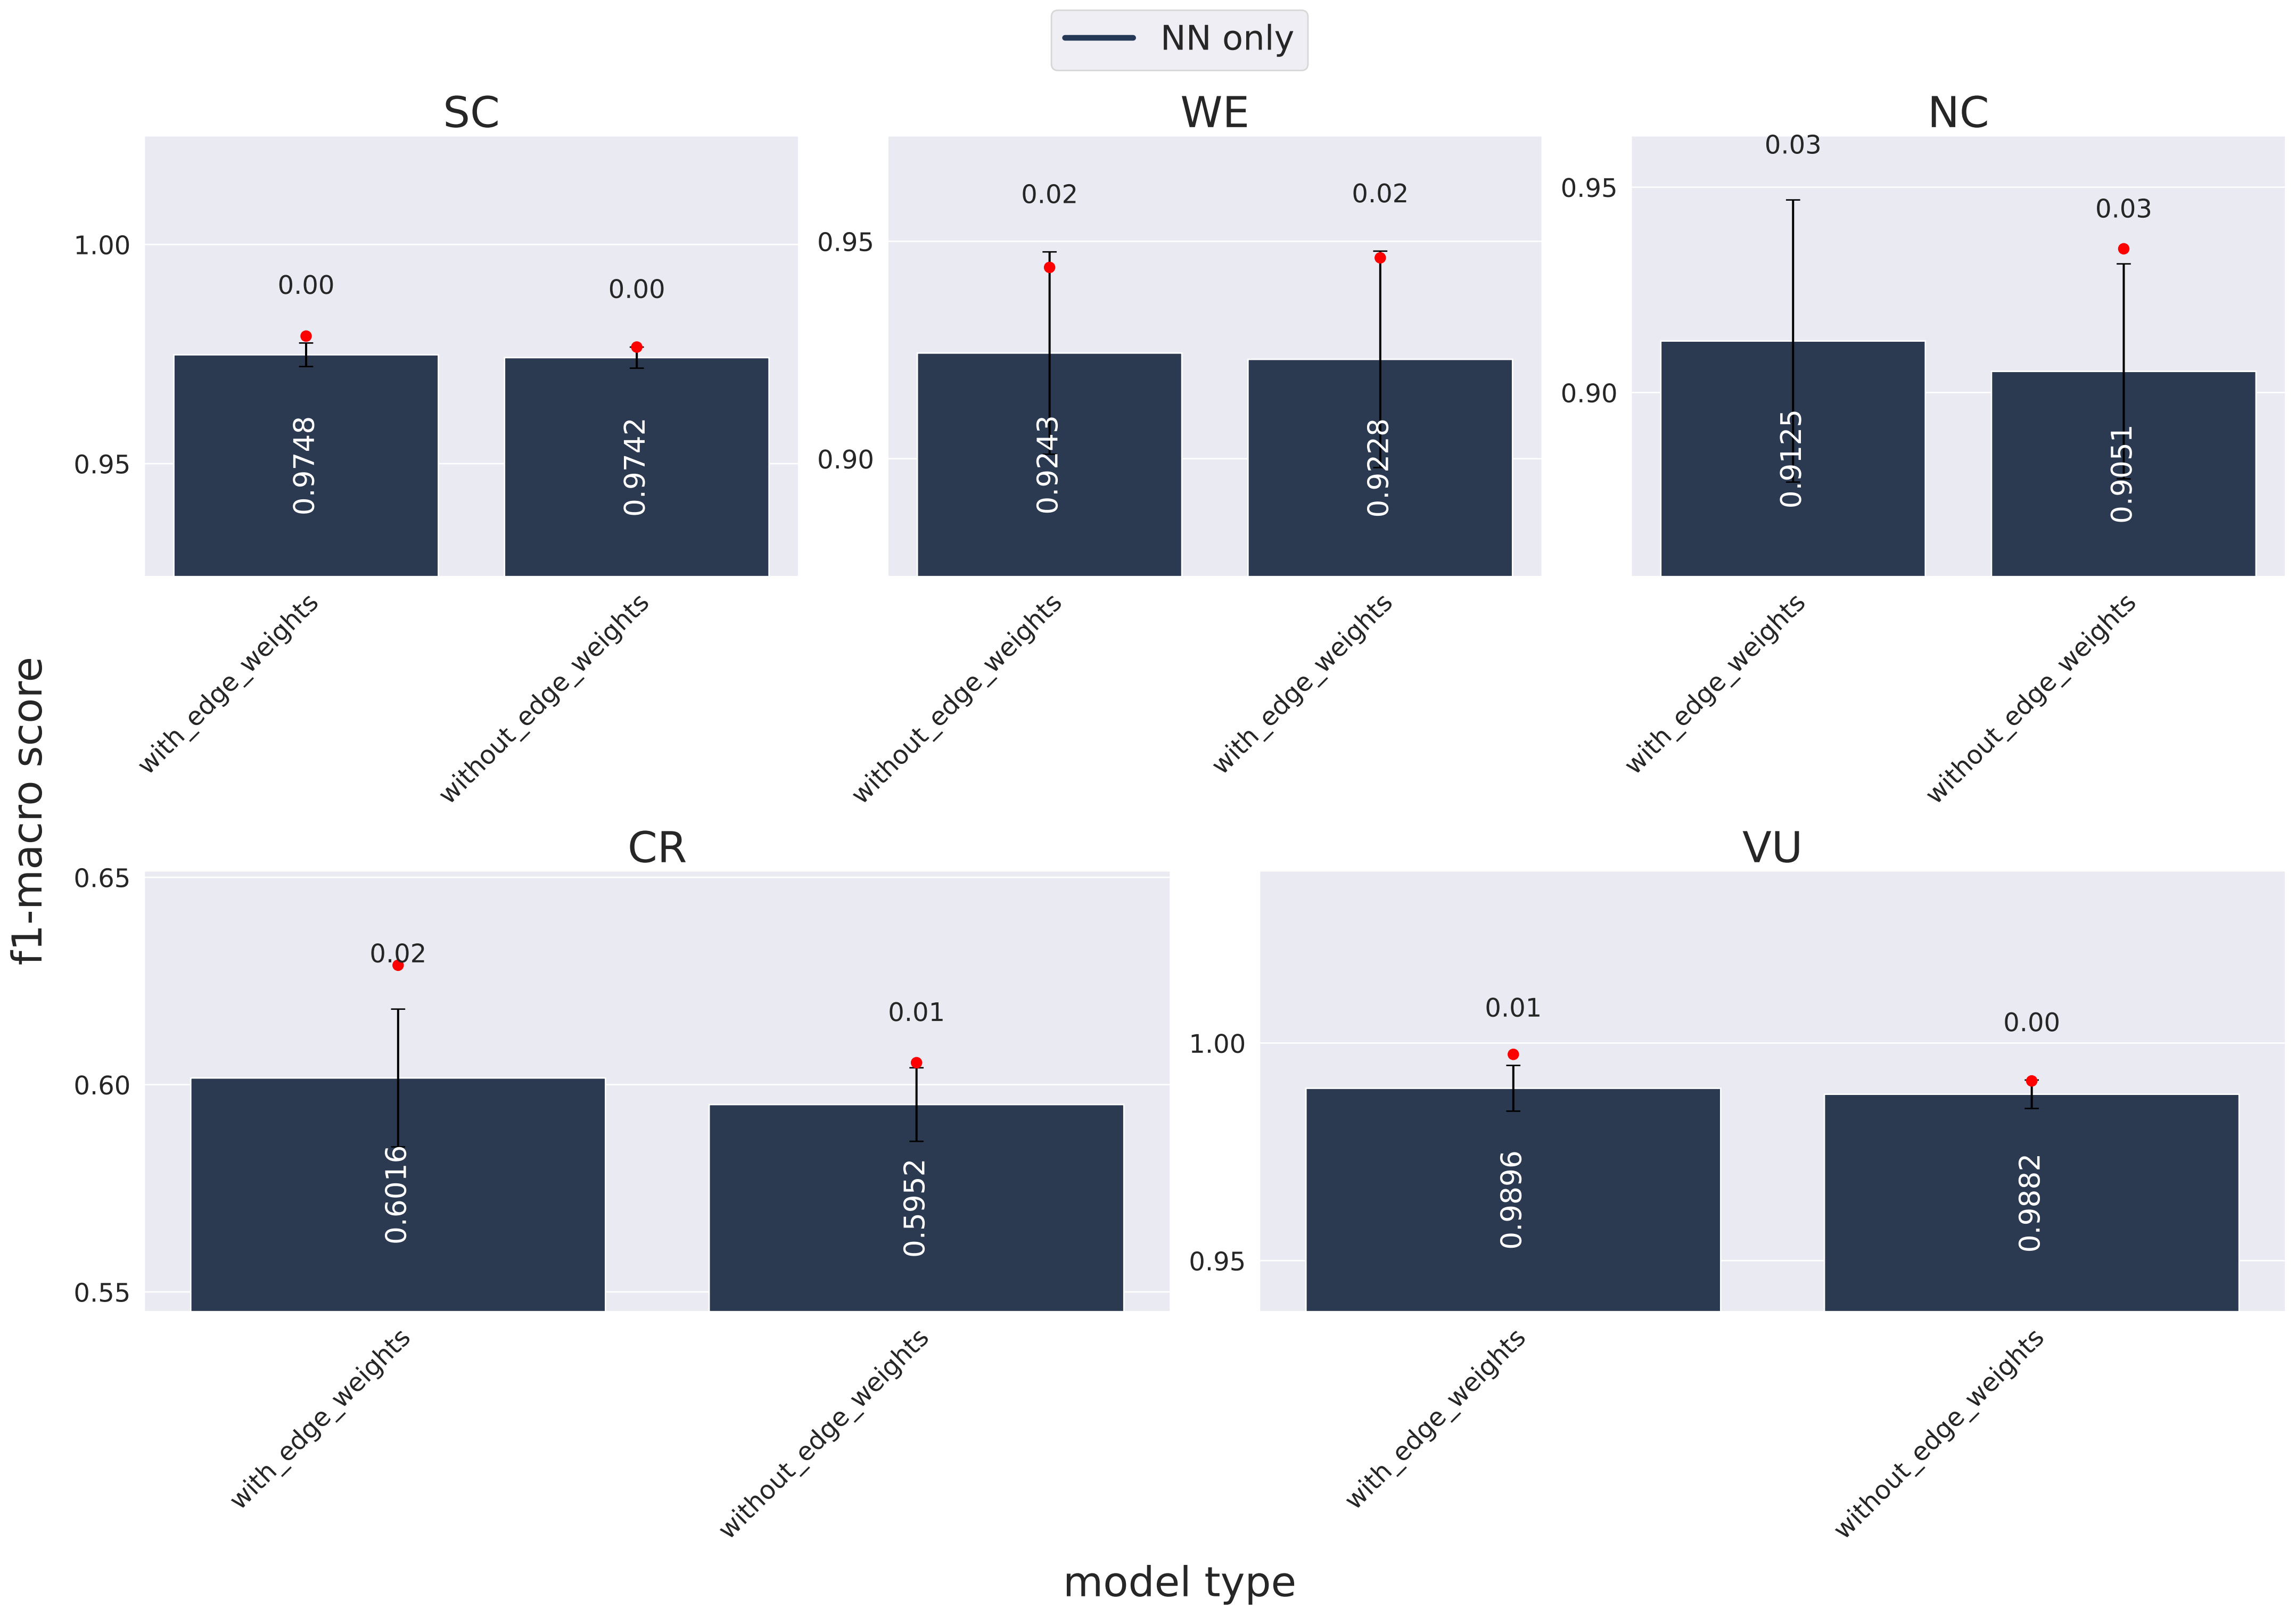 NN only
SC
WE
NC
1.00
0.95
0.00
0.00
0.9748
0.9742
with_edge_weights
without_edge_weights
0.95
0.90
0.02
0.02
0.9243
0.9228
without_edge_weights
with_edge_weights
0.95
0.90
0.03
0.03
0.9125
0.9051
with_edge_weights
without_edge_weights
f1-macro score
CR
VU
0.65
0.60
0.55
0.02
0.01
0.6016
0.5952
with_edge_weights
without_edge_weights
1.00
0.95
0.01
0.00
0.9896
0.9882
with_edge_weights
without_edge_weights
model type